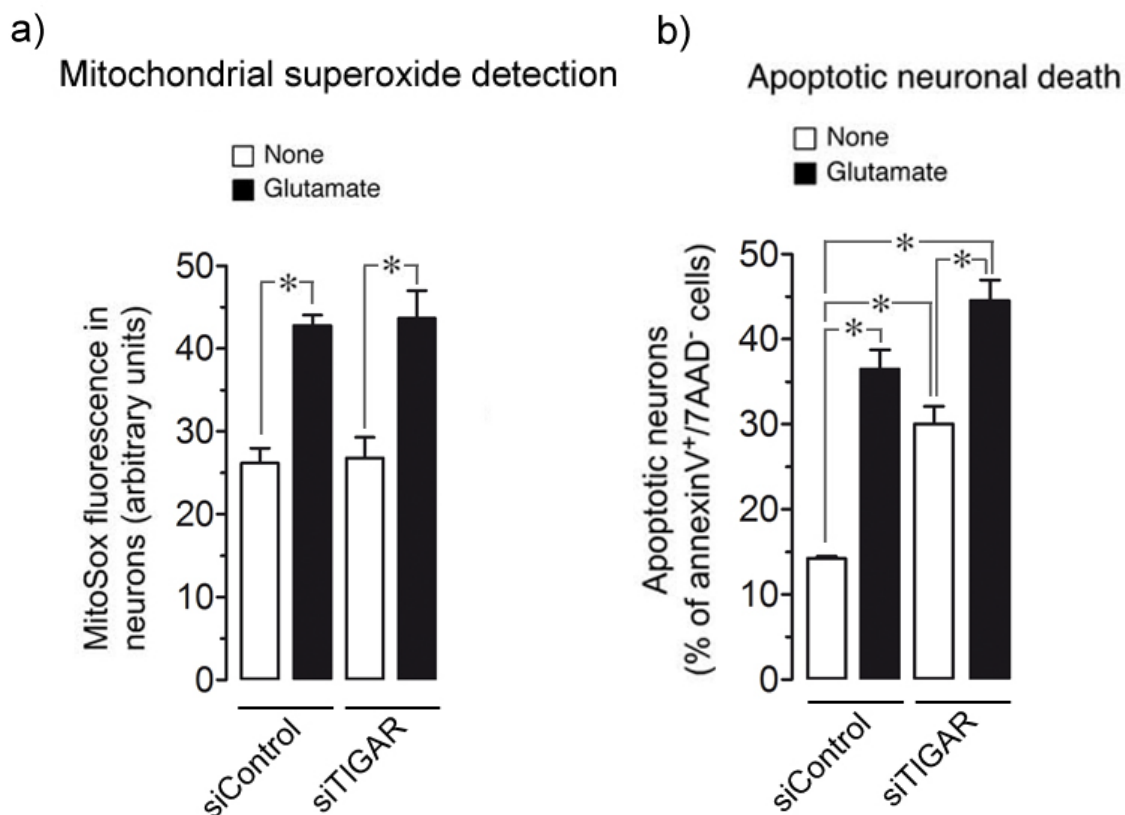 a)
Mitochondrial superoxide detection
None
Glutamate
MitoSox fluorescence in
neurons (arbitrary units)
50
40
30
20
10
0
*
*
siControl
siTIGAR
b)
Apoptotic neuronal death
None
Glutamate
Apoptotic neurons
(% of annexinV⁺/7AAD⁻ cells)
50
40
30
20
10
0
*
*
*
*
siControl
siTIGAR